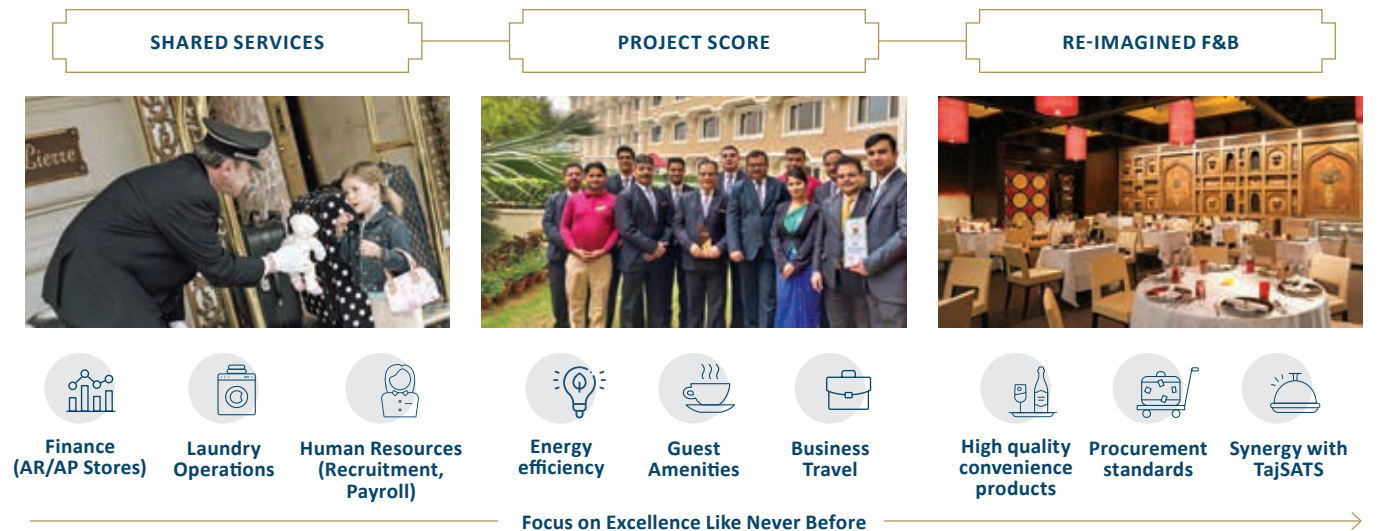 SHARED SERVICES
PROJECT SCORE
RE-IMAGINED F&B
Pierre
Finance
(AR/AP Stores)
Laundry
Operations
Human Resources
(Recruitment,
Payroll)
Energy
efficiency
Guest
Amenities
Business
Travel
High quality
convenience
products
Procurement
standards
Synergy with
TajSATS
Focus on Excellence Like Never Before